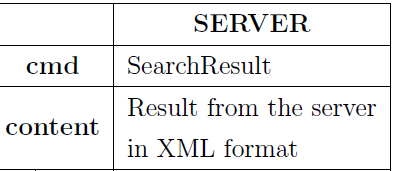 SERVER
cmd SearchResult
content Result from the server
in XML format